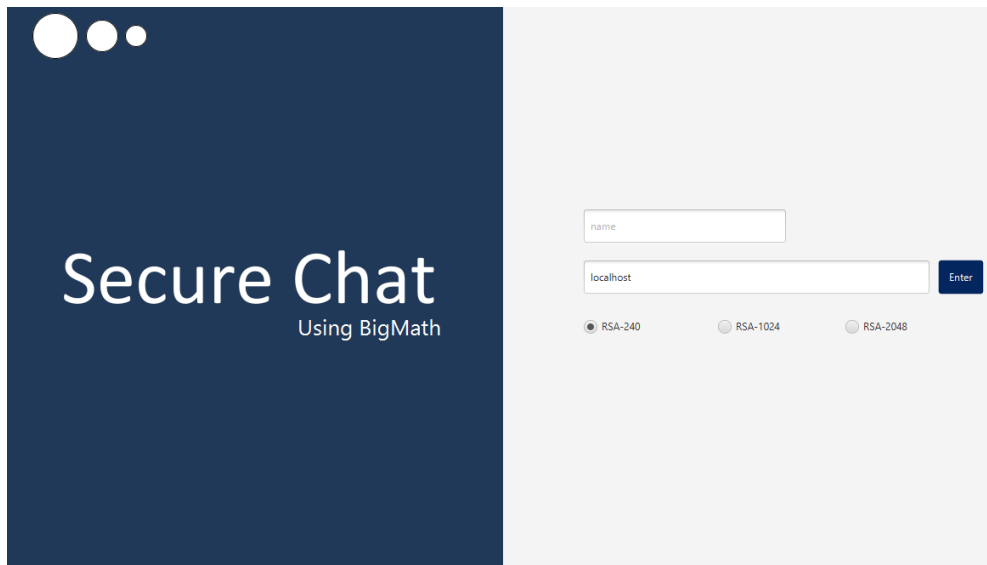 Secure Chat
Using BigMath
name
localhost
Enter
RSA-240
RSA-1024
RSA-2048